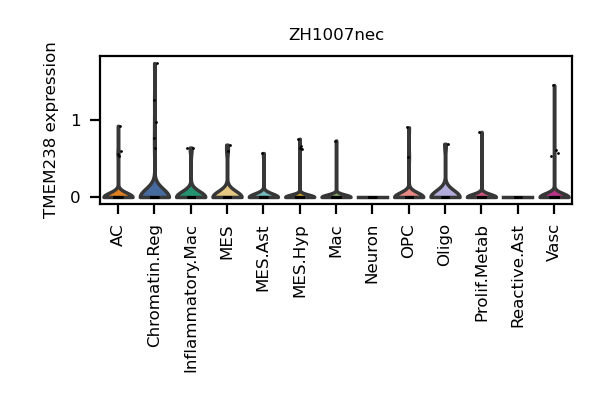 ZH1007nec
TMEM238 expression
1
0
AC
Chromatin.Reg
Inflammatory.Mac
MES
MES.Ast
MES.Hyp
Mac
Neuron
OPC
Oligo
Prolif.Metab
Reactive.Ast
Vasc